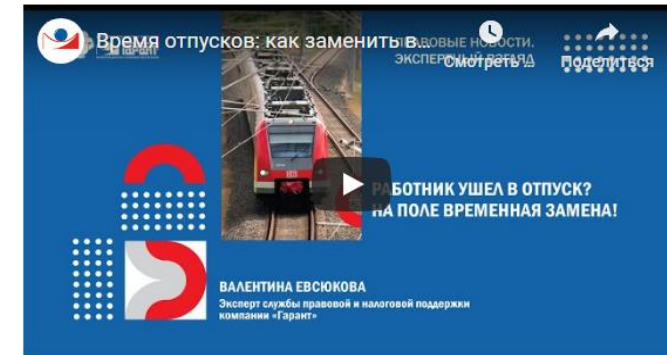 Время отпусков: как заменить в...
ПРАВОВЫЕ НОВОСТИ.
ЭКСПЕРТНЫЙ ВЗГЛЯД
Смотреть ...
Поделиться
РАБОТНИК УШЕЛ В ОТПУСК?
НА ПОЛЕ ВРЕМЕННАЯ ЗАМЕНА!
ВАЛЕНТИНА ЕВСЮКОВА
Эксперт службы правовой и налоговой поддержки
компании «Гарант»